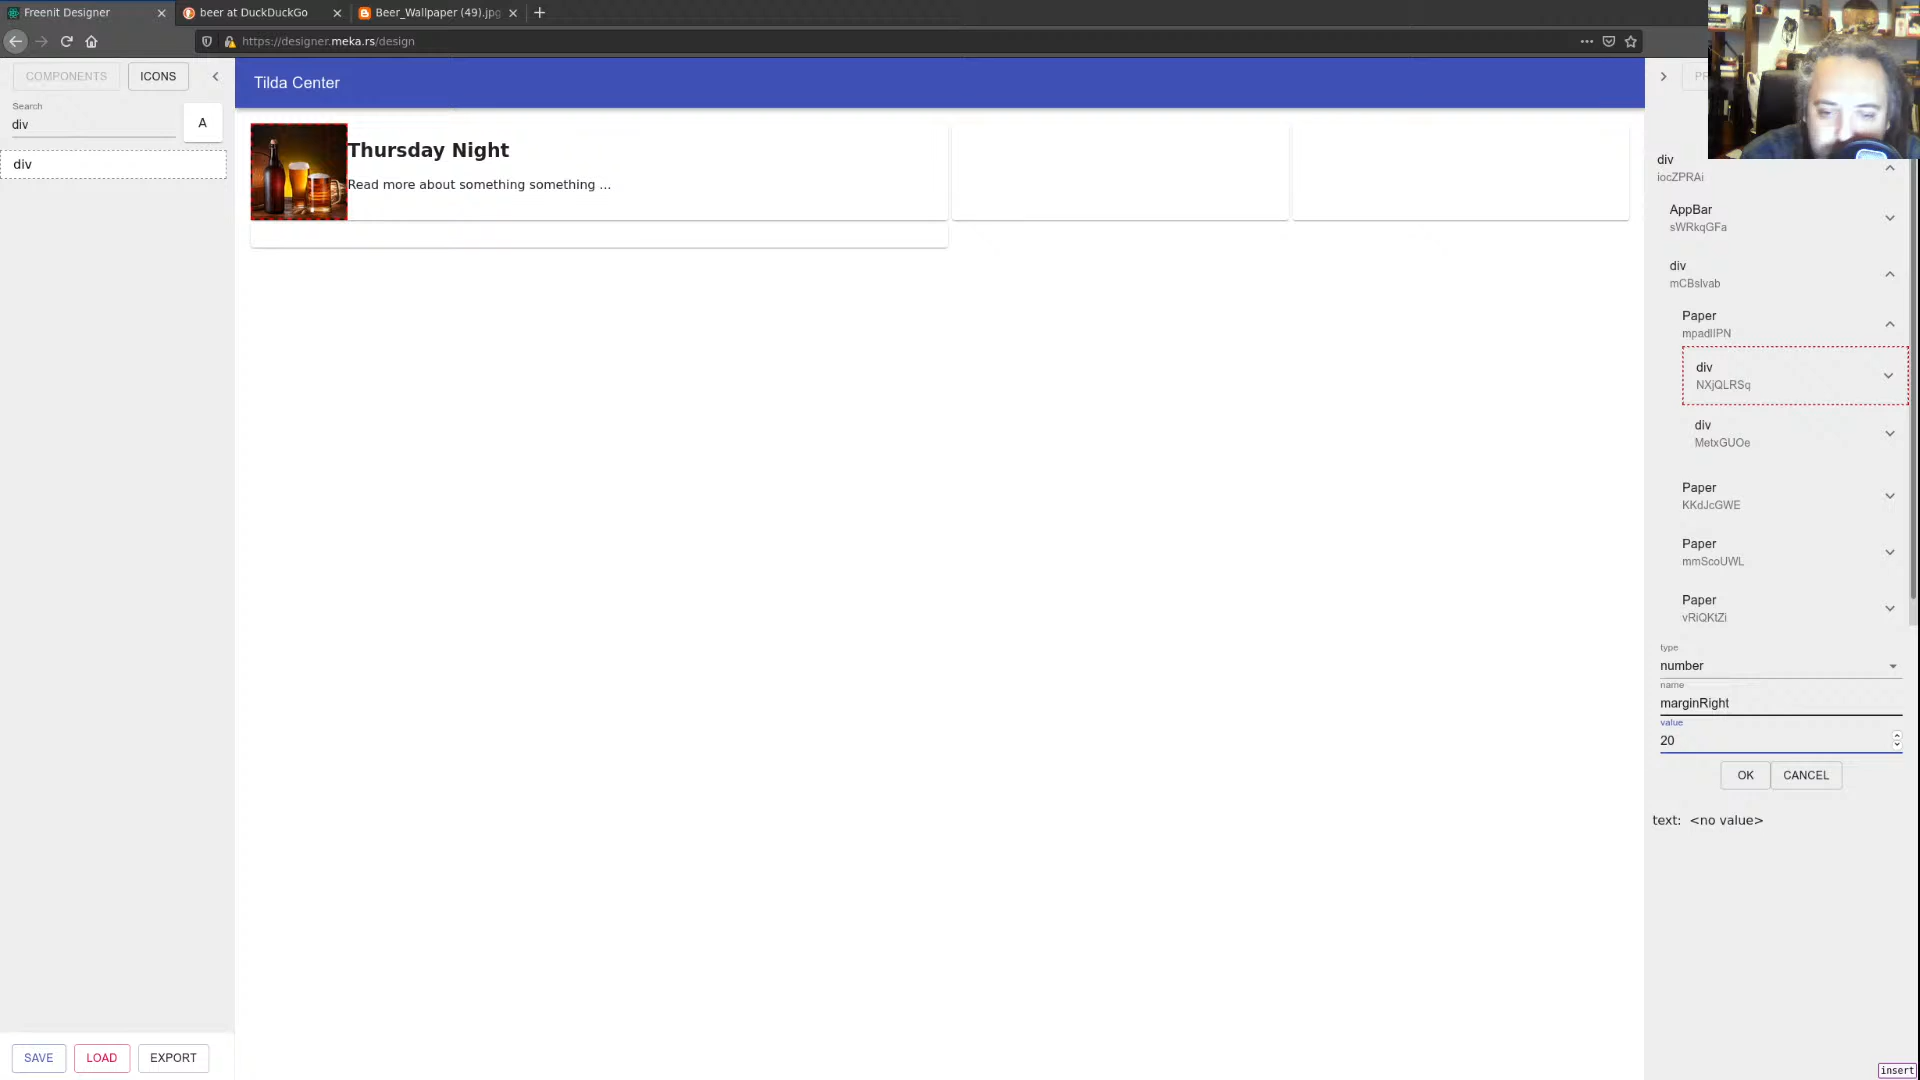 Freenit Designer
beer at DuckDuckGo
Beer_Wallpaper (49).jpg
https://designer.meka.rs/design
COMPONENTS
ICONS
Search
div
A
div
Tilda Center
Thursday Night
Read more about something something ...
div
iocZPRAi
AppBar
sWRkqGFa
div
mCBslvab
Paper
mpadlIPN
div
NXjQLRSq
div
MetxGUOe
Paper
KKdJcGWE
Paper
mmScoUWL
Paper
vRiQKtZi
type
number
name
marginRight
value
20
OK
CANCEL
text: <no value>
SAVE
LOAD
EXPORT
insert